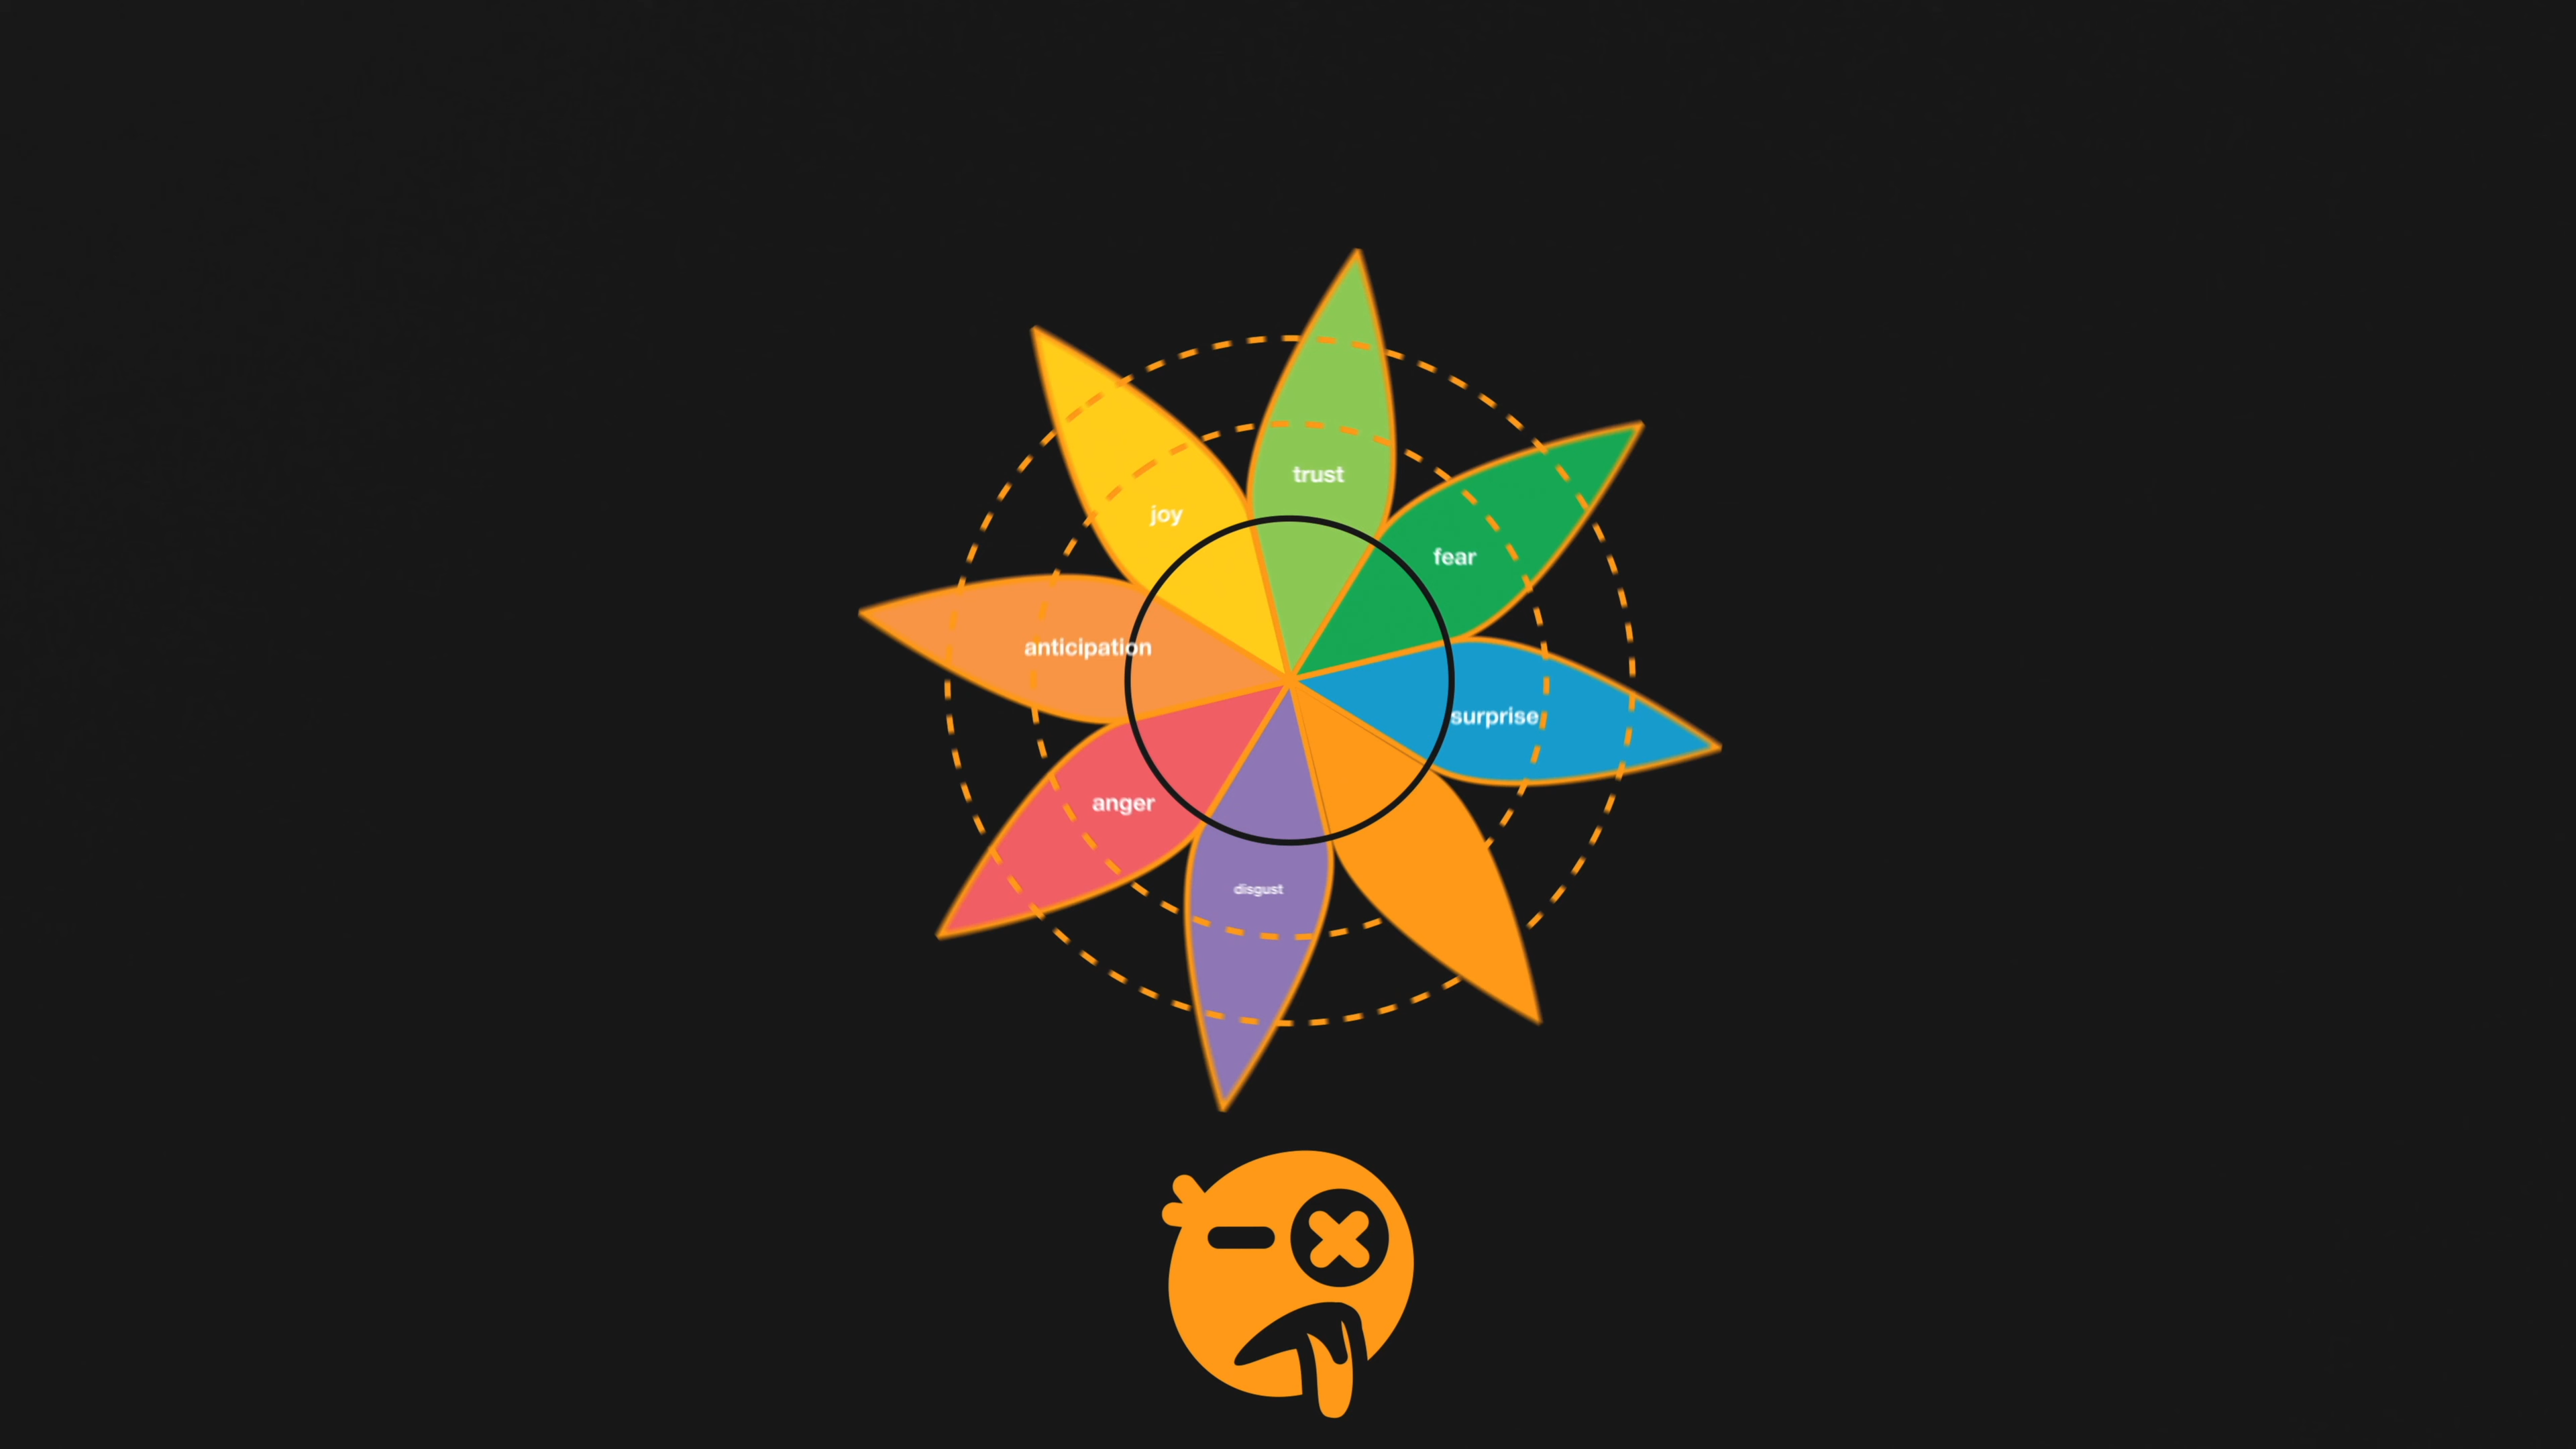 trust
joy
fear
anticipation
surprise
anger
disgust